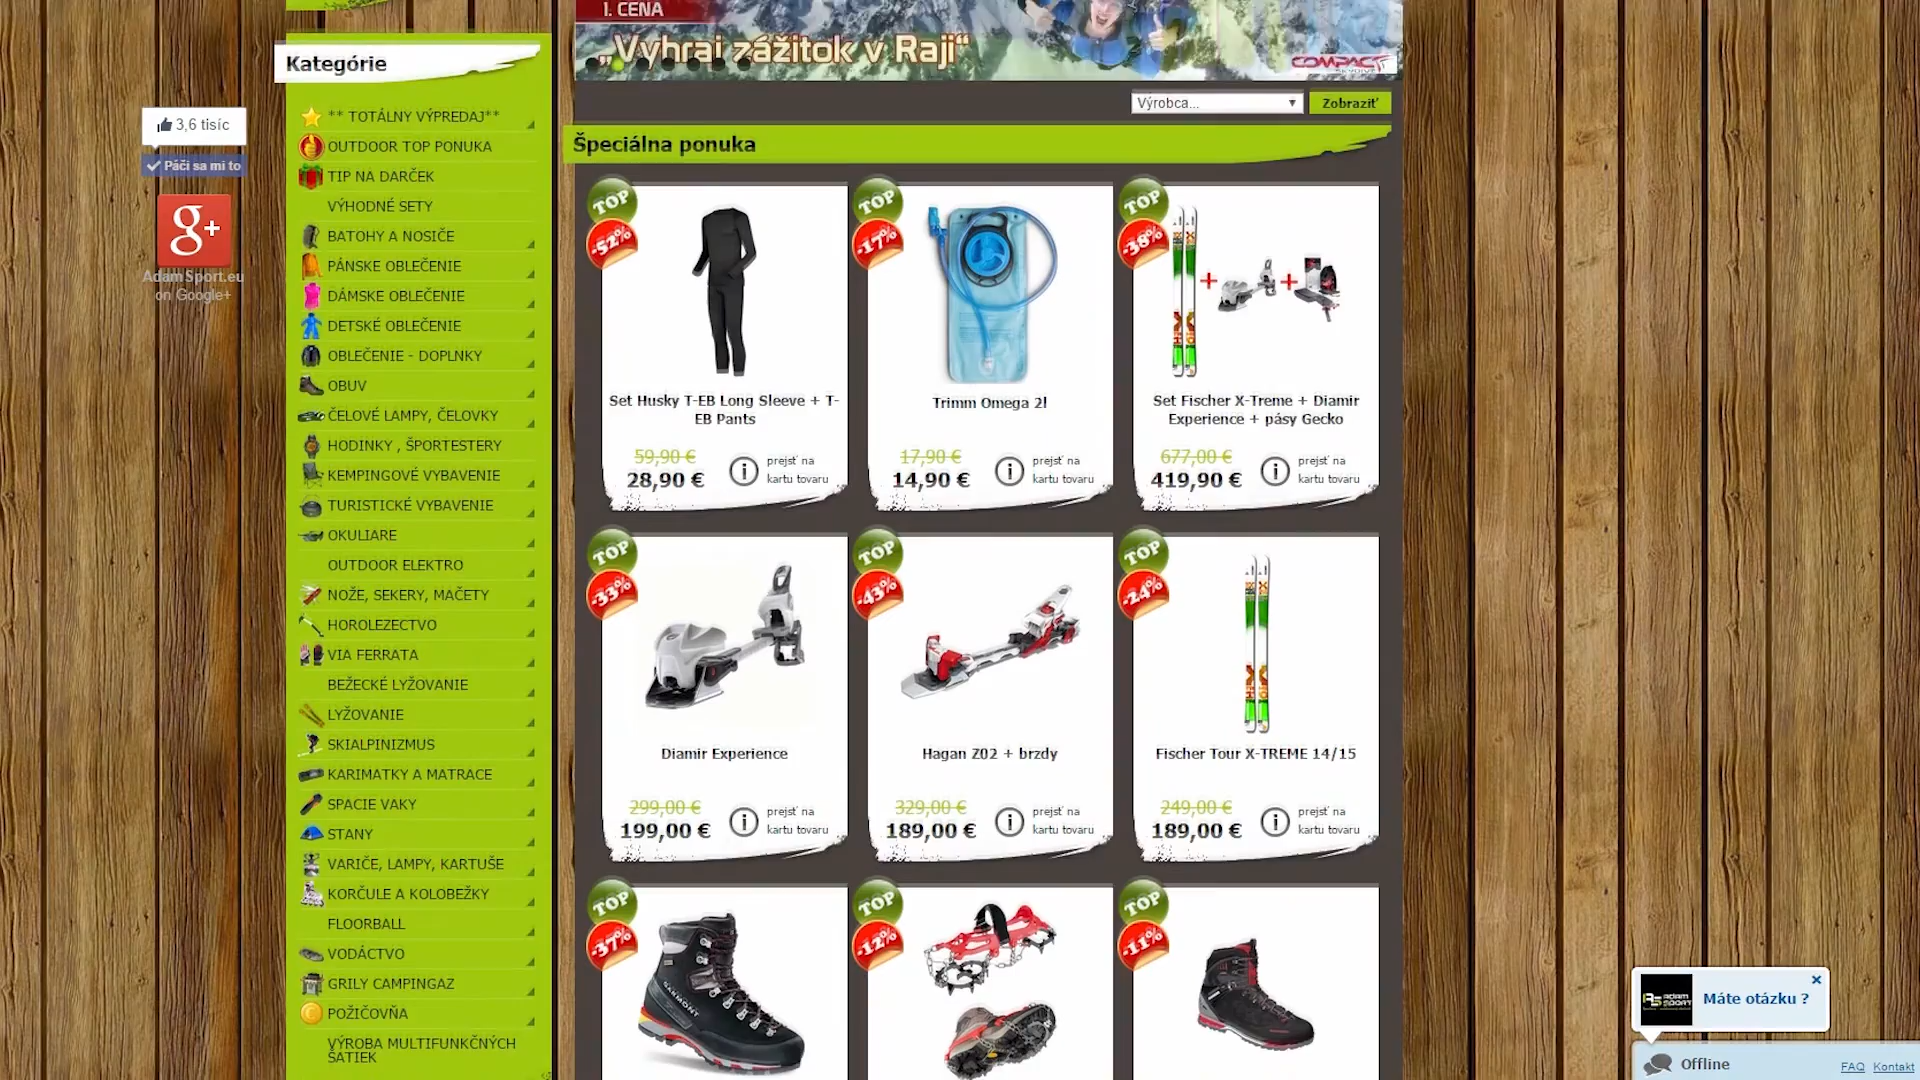 I. CENA
„Vyhraj zážitok v Raji“
COMPACT
SKYDIVE
Kategórie
** TOTÁLNY VÝPREDAJ**
OUTDOOR TOP PONUKA
TIP NA DARČEK
VÝHODNÉ SETY
BATOHY A NOSIČE
PÁNSKE OBLEČENIE
DÁMSKE OBLEČENIE
DETSKÉ OBLEČENIE
OBLEČENIE - DOPLNKY
OBUV
ČELOVÉ LAMPY, ČELOVKY
HODINKY , ŠPORTESTERY
KEMPINGOVÉ VYBAVENIE
TURISTICKÉ VYBAVENIE
OKULIARE
OUTDOOR ELEKTRO
NOŽE, SEKERY, MAČETY
HOROLEZECTVO
VIA FERRATA
BEŽECKÉ LYŽOVANIE
LYŽOVANIE
SKIALPINIZMUS
KARIMATKY A MATRACE
SPACIE VAKY
STANY
VARIČE, LAMPY, KARTUŠE
KORČULE A KOLOBEŽKY
FLOORBALL
VODÁCTVO
GRILY CAMPINGAZ
POŽIČOVŇA
VÝROBA MULTIFUNKČNÝCH
ŠATIEK
3,6 tisíc
Páči sa mi to
g+
AdamSport.eu
on Google+
Výrobca...
Zobraziť
Špeciálna ponuka
TOP
-52%
Set Husky T-EB Long Sleeve + T-
EB Pants
59,90 €
28,90 €
prejsť na
kartu tovaru
TOP
-17%
Trimm Omega 2l
17,90 €
14,90 €
prejsť na
kartu tovaru
TOP
-38%
Set Fischer X-Treme + Diamir
Experience + pásy Gecko
677,00 €
419,90 €
prejsť na
kartu tovaru
TOP
-33%
Diamir Experience
299,00 €
199,00 €
prejsť na
kartu tovaru
TOP
-43%
Hagan Z02 + brzdy
329,00 €
189,00 €
prejsť na
kartu tovaru
TOP
-24%
Fischer Tour X-TREME 14/15
249,00 €
189,00 €
prejsť na
kartu tovaru
TOP
-37%
GARMONT
TOP
-12%
TOP
-11%
ADAM
SPORT
Máte otázku ?
Offline
FAQ
Kontakt